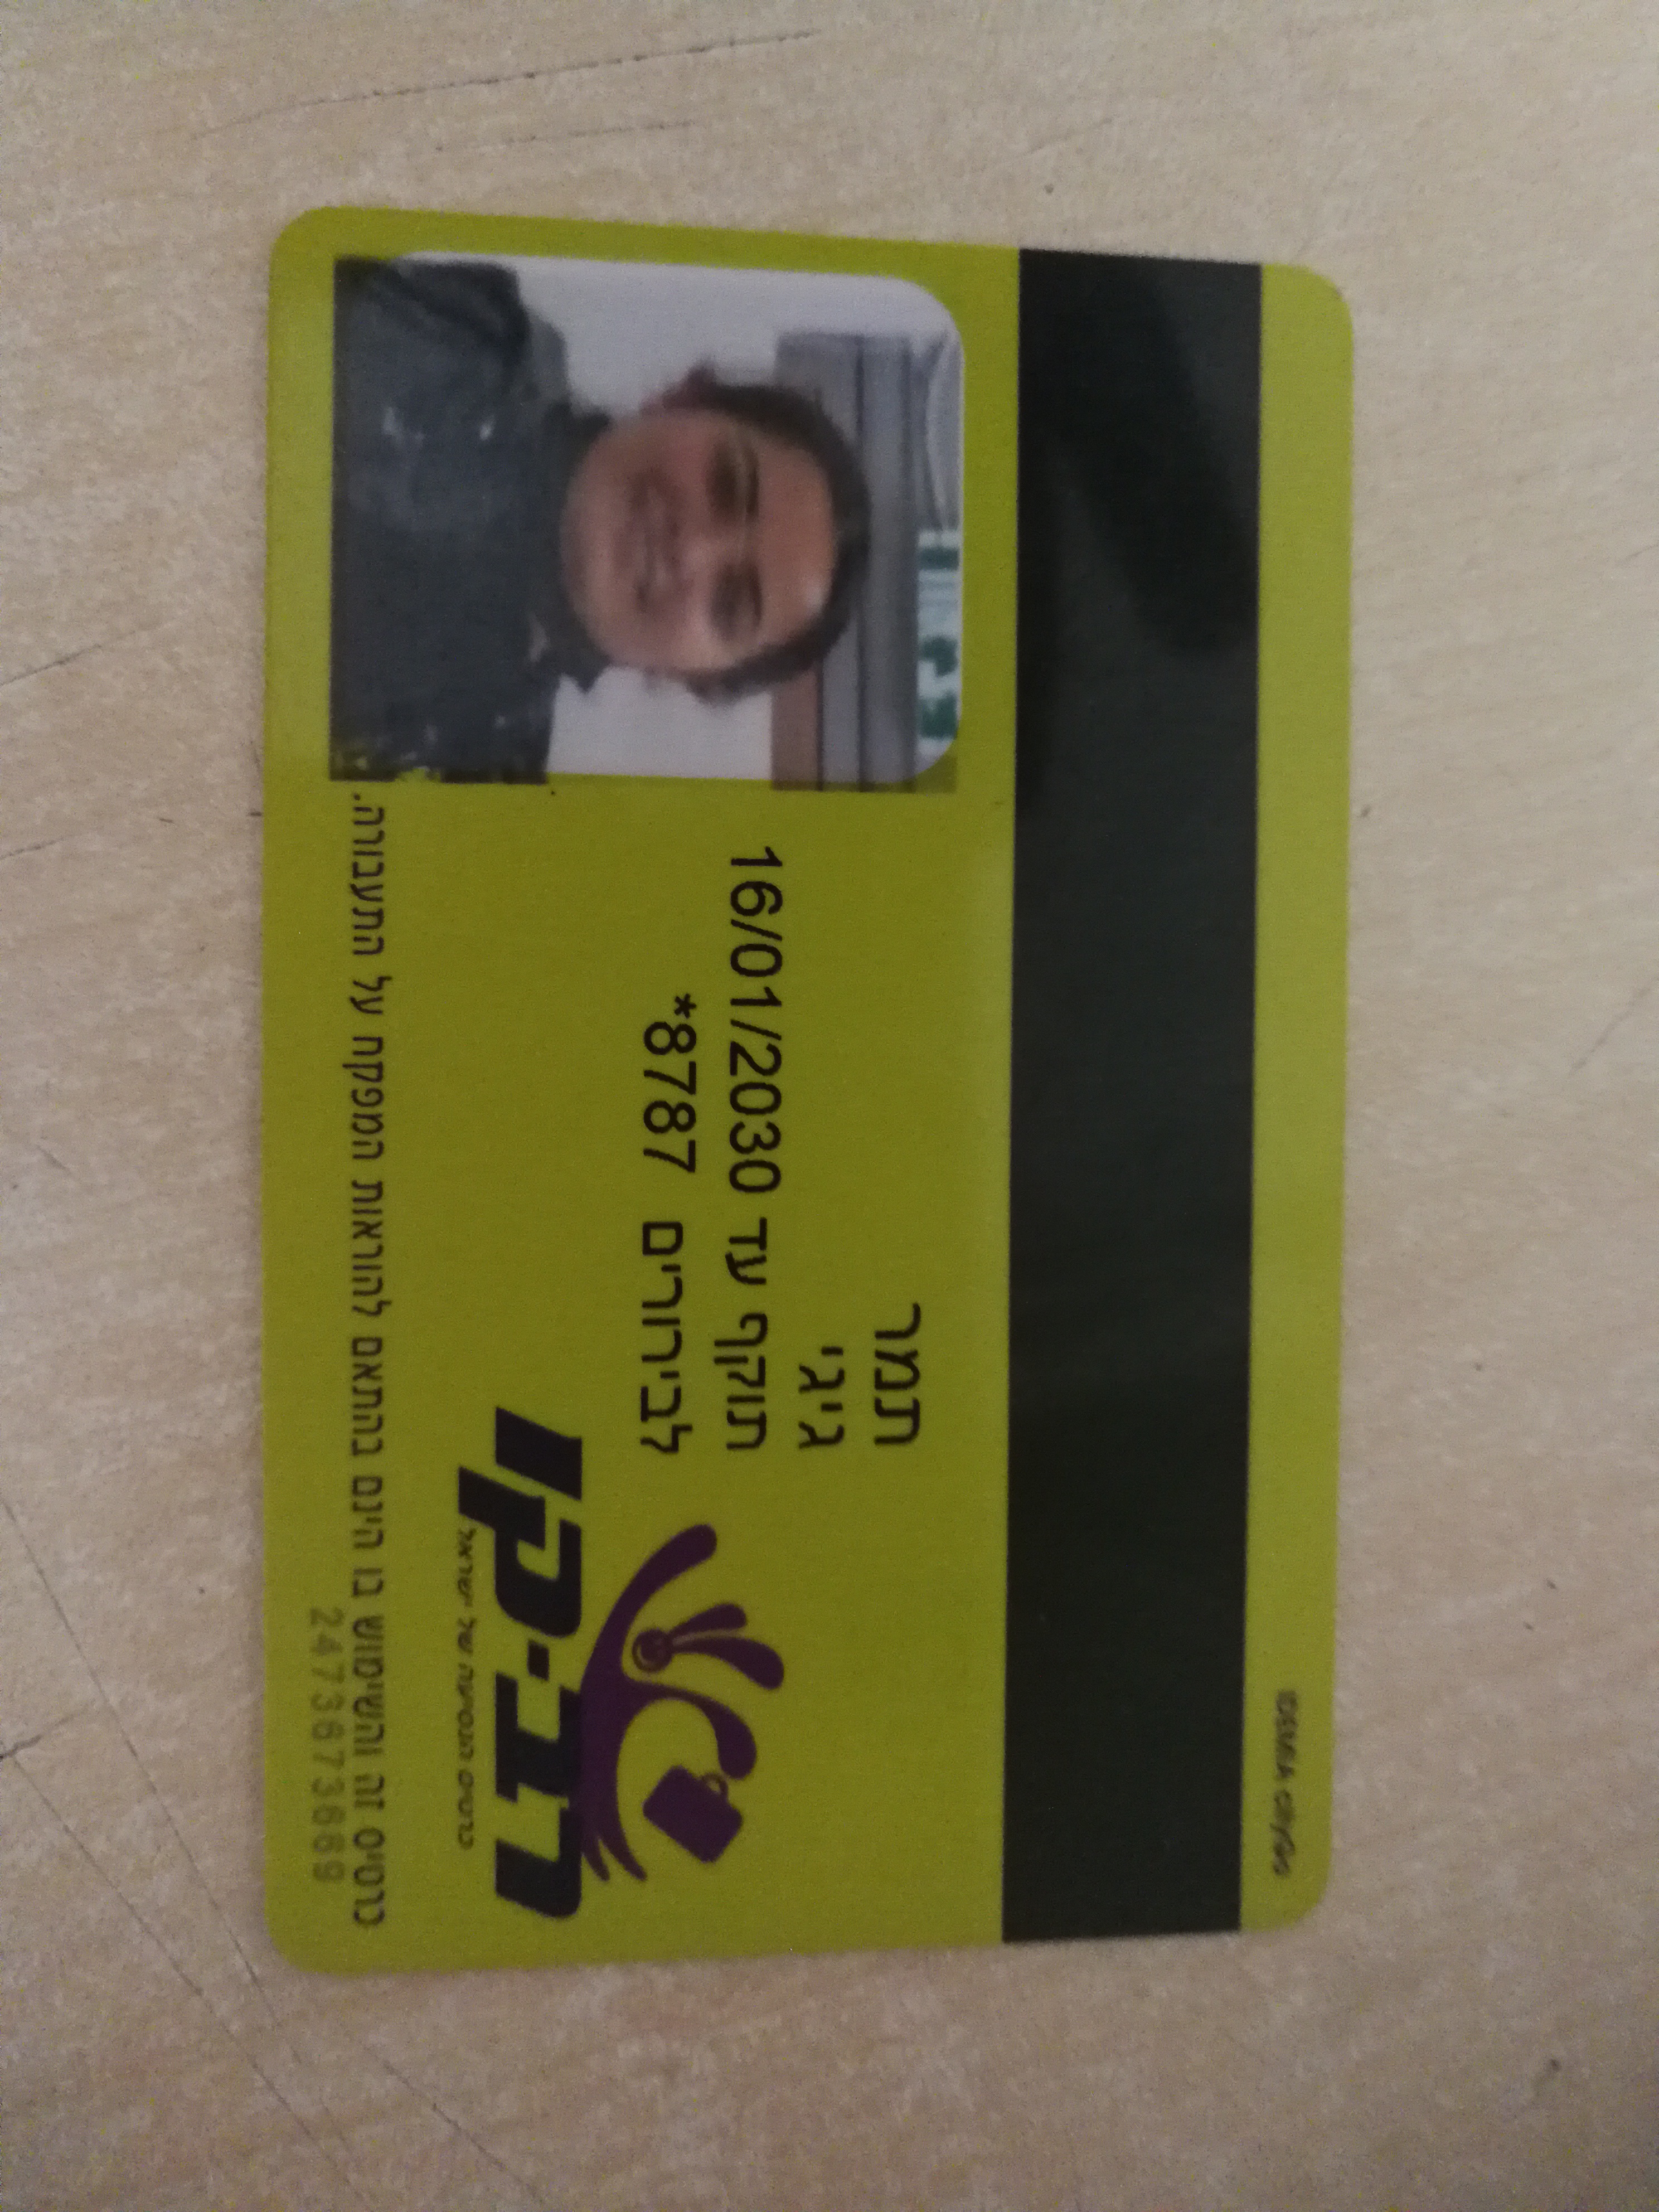 IDEMIA cityGo
תמר
גיגי
תוקף עד 16/01/2030
לבירורים 8787*
רב-קו
כרטיס הנסיעה של ישראל
כרטיס זה והשימוש בו הינם בהתאם להוראות המפקח על התעבורה.
2473673689